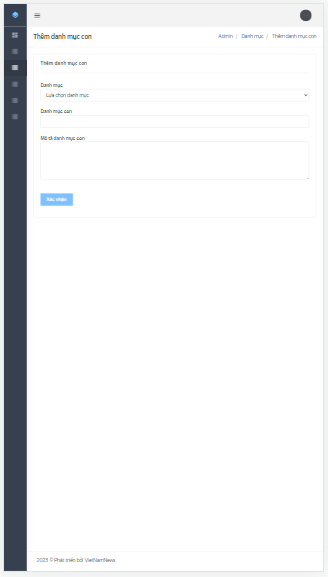 Thêm danh mục con
Admin / Danh mục / Thêm danh mục con
Thêm danh mục con
Danh mục
Lựa chọn danh mục
Danh mục con
Mô tả danh mục con
Xác nhận
2023 © Phát triển bởi VietNamNews